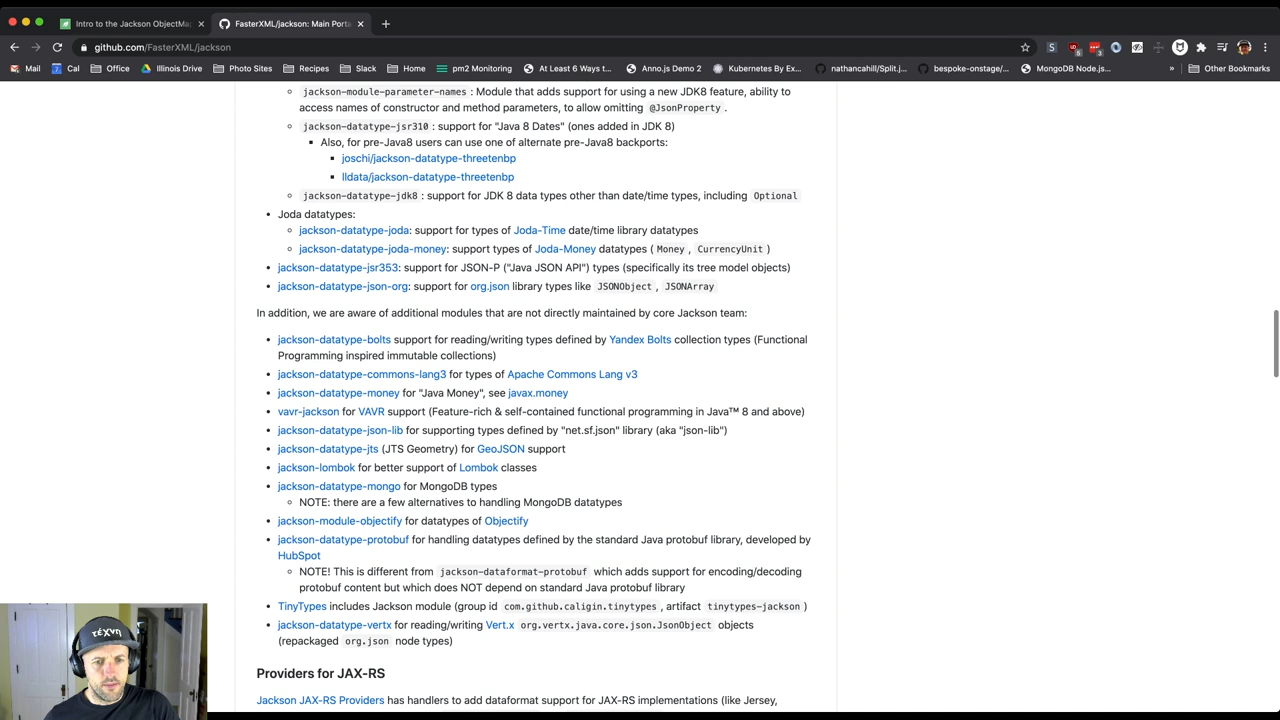 Intro to the Jackson ObjectMa
FasterXML/jackson: Main Porta
github.com/FasterXML/jackson
Mail Cal Office Illinois Drive Photo Sites Recipes Slack Home pm2 Monitoring At Least 6 Ways t... Anno.js Demo 2 Kubernetes By Ex... nathancahill/Split.j... bespoke-onstage/... MongoDB Node.js... » Other Bookmarks
jackson-module-parameter-names : Module that adds support for using a new JDK8 feature, ability to
access names of constructor and method parameters, to allow omitting @JsonProperty .
jackson-datatype-jsr310 : support for "Java 8 Dates" (ones added in JDK 8)
Also, for pre-Java8 users can use one of alternate pre-Java8 backports:
joschi/jackson-datatype-threetenbp
lldata/jackson-datatype-threetenbp
jackson-datatype-jdk8 : support for JDK 8 data types other than date/time types, including Optional
Joda datatypes:
jackson-datatype-joda: support for types of Joda-Time date/time library datatypes
jackson-datatype-joda-money: support types of Joda-Money datatypes ( Money , CurrencyUnit )
jackson-datatype-jsr353: support for JSON-P ("Java JSON API") types (specifically its tree model objects)
jackson-datatype-json-org: support for org.json library types like JSONObject , JSONArray
In addition, we are aware of additional modules that are not directly maintained by core Jackson team:
jackson-datatype-bolts support for reading/writing types defined by Yandex Bolts collection types (Functional
Programming inspired immutable collections)
jackson-datatype-commons-lang3 for types of Apache Commons Lang v3
jackson-datatype-money for "Java Money", see javax.money
vavr-jackson for VAVR support (Feature-rich & self-contained functional programming in Java™ 8 and above)
jackson-datatype-json-lib for supporting types defined by "net.sf.json" library (aka "json-lib")
jackson-datatype-jts (JTS Geometry) for GeoJSON support
jackson-lombok for better support of Lombok classes
jackson-datatype-mongo for MongoDB types
NOTE: there are a few alternatives to handling MongoDB datatypes
jackson-module-objectify for datatypes of Objectify
jackson-datatype-protobuf for handling datatypes defined by the standard Java protobuf library, developed by
HubSpot
NOTE! This is different from jackson-dataformat-protobuf which adds support for encoding/decoding
protobuf content but which does NOT depend on standard Java protobuf library
TinyTypes includes Jackson module (group id com.github.caligin.tinytypes , artifact tinytypes-jackson )
jackson-datatype-vertx for reading/writing Vert.x org.vertx.java.core.json.JsonObject objects
(repackaged org.json node types)
Providers for JAX-RS
Jackson JAX-RS Providers has handlers to add dataformat support for JAX-RS implementations (like Jersey,
τέχνη